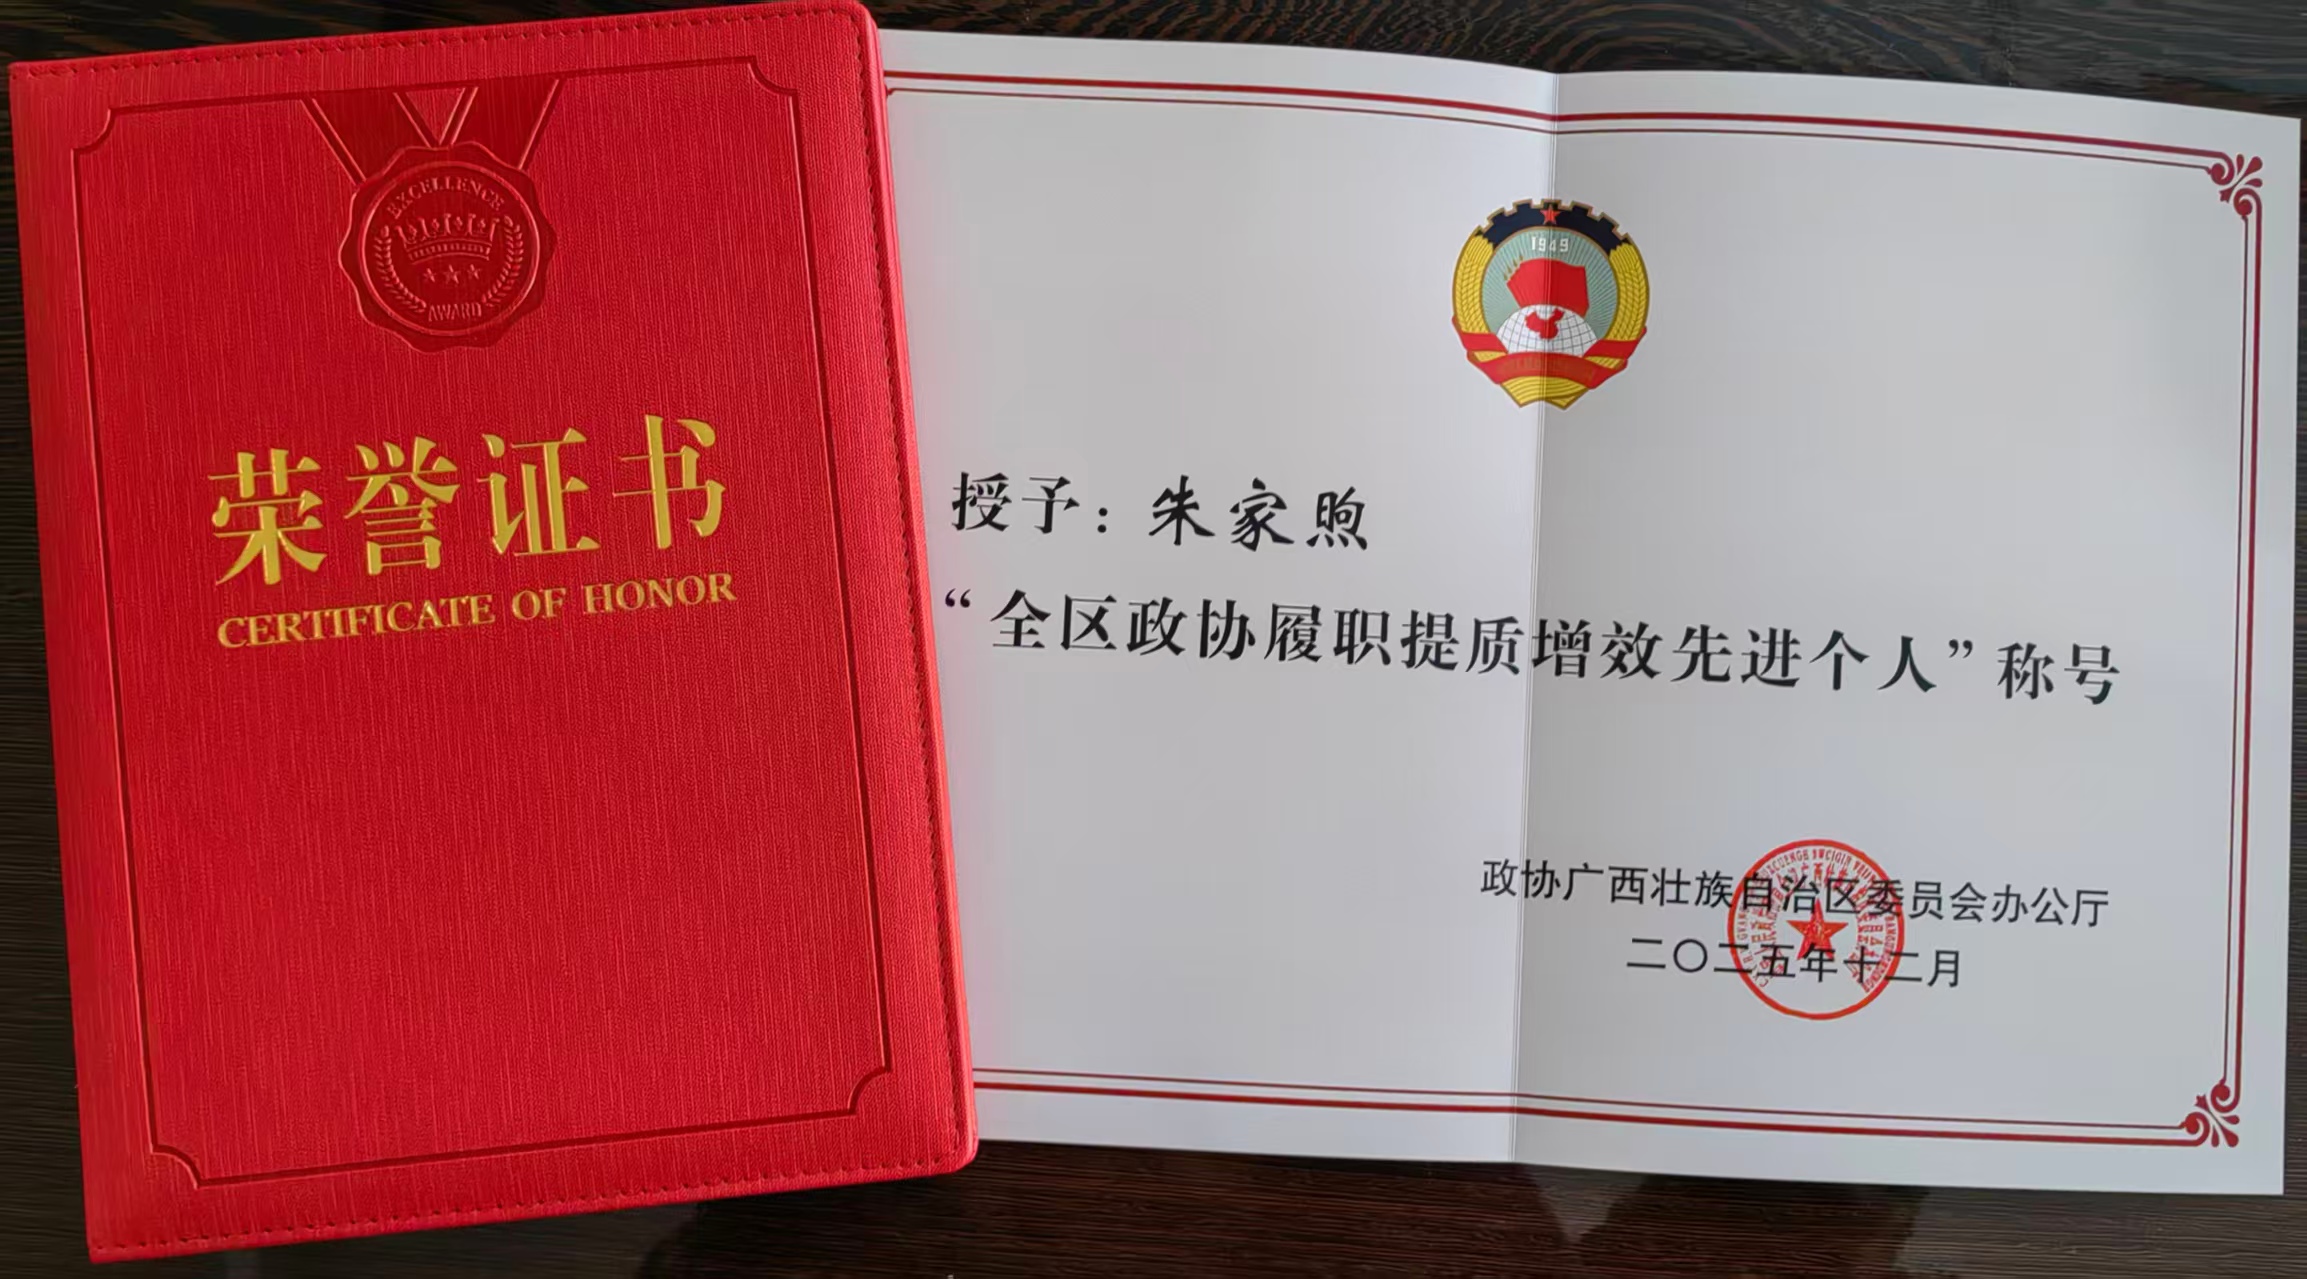 EXCELLENCE
AWARD
荣誉证书
CERTIFICATE OF HONOR
1949
授予：朱家煦
“全区政协履职提质增效先进个人”称号
政协广西壮族自治区委员会办公厅
二〇二五年十二月